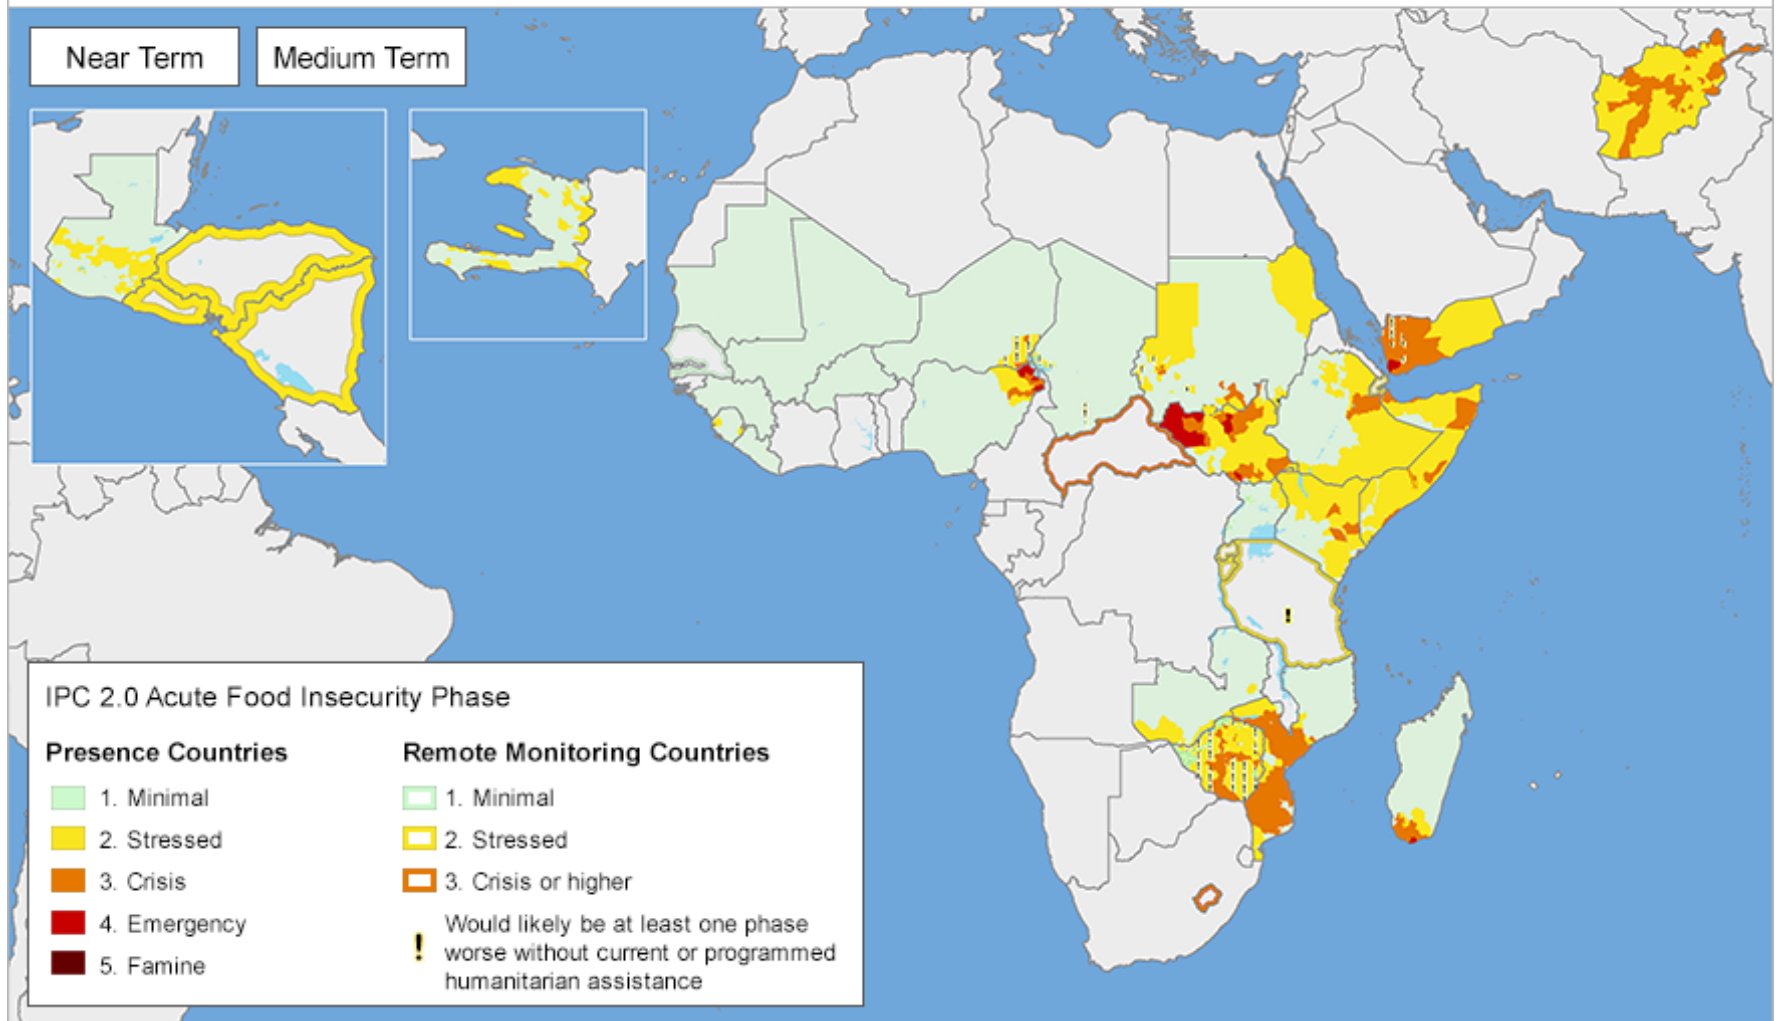 Near Term
Medium Term
IPC 2.0 Acute Food Insecurity Phase
Presence Countries
1. Minimal
2. Stressed
3. Crisis
4. Emergency
5. Famine
Remote Monitoring Countries
1. Minimal
2. Stressed
3. Crisis or higher
! Would likely be at least one phase
worse without current or programmed
humanitarian assistance
!